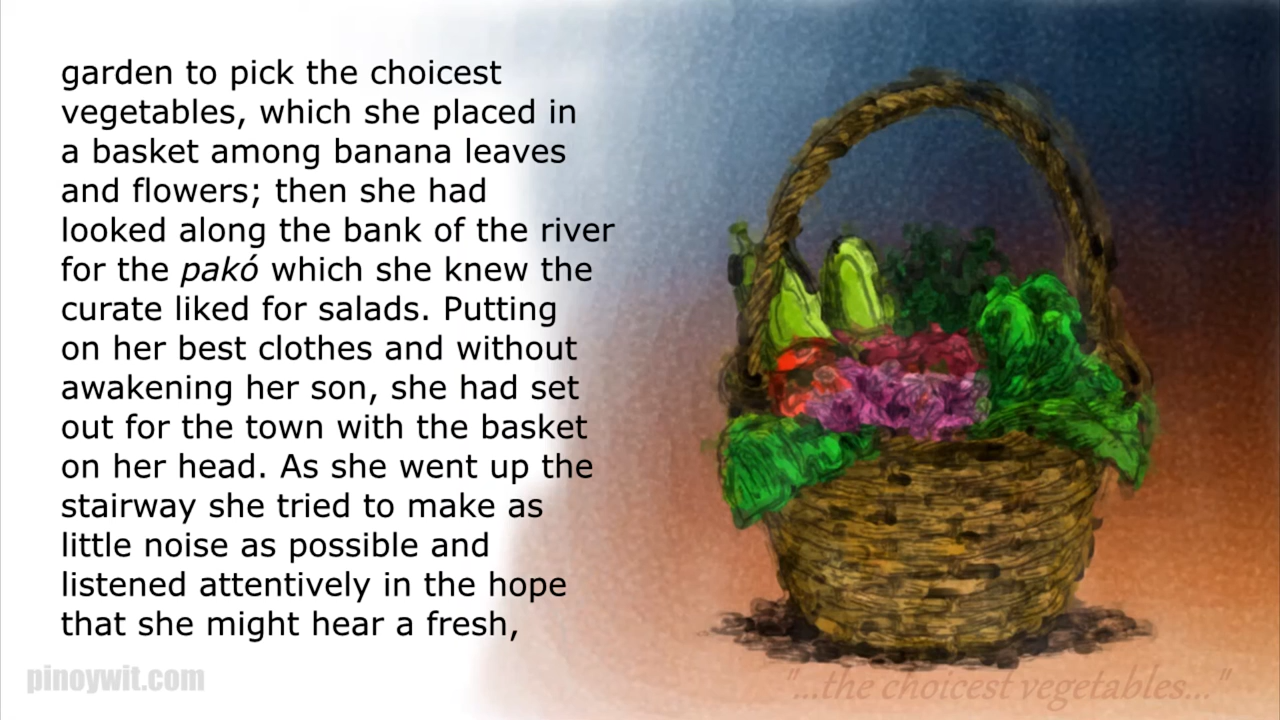 garden to pick the choicest
vegetables, which she placed in
a basket among banana leaves
and flowers; then she had
looked along the bank of the river
for the pakó which she knew the
curate liked for salads. Putting
on her best clothes and without
awakening her son, she had set
out for the town with the basket
on her head. As she went up the
stairway she tried to make as
little noise as possible and
listened attentively in the hope
that she might hear a fresh,
pinoywit.com
"...the choicest vegetables..."